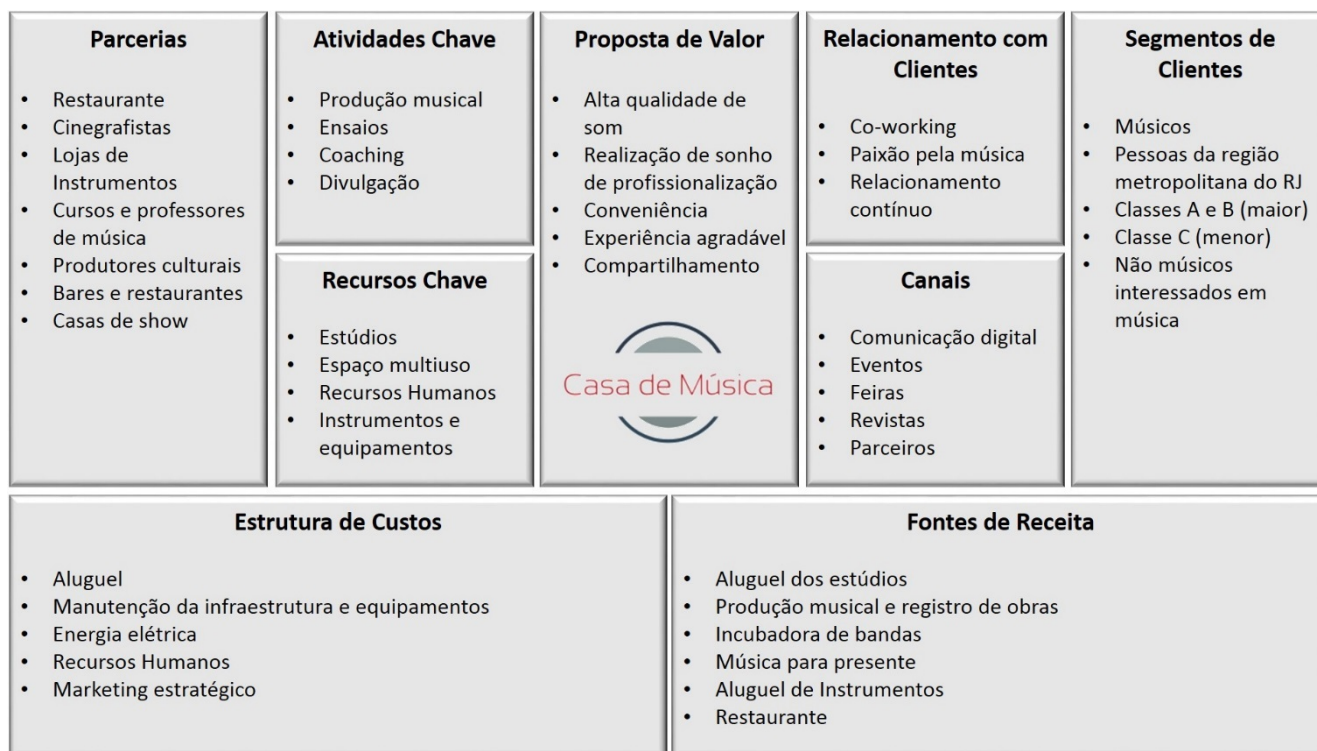 Parcerias
• Restaurante
• Cinegrafistas
• Lojas de
Instrumentos
• Cursos e professores
de música
• Produtores culturais
• Bares e restaurantes
• Casas de show
Atividades Chave
• Produção musical
• Ensaios
• Coaching
• Divulgação
Recursos Chave
• Estúdios
• Espaço multiuso
• Recursos Humanos
• Instrumentos e
equipamentos
Proposta de Valor
• Alta qualidade de
som
• Realização de sonho
de profissionalização
• Conveniência
• Experiência agradável
• Compartilhamento
Casa de Música
Relacionamento com
Clientes
• Co-working
• Paixão pela música
• Relacionamento
contínuo
Canais
• Comunicação digital
• Eventos
• Feiras
• Revistas
• Parceiros
Segmentos de
Clientes
• Músicos
• Pessoas da região
metropolitana do RJ
• Classes A e B (maior)
• Classe C (menor)
• Não músicos
interessados em
música
Estrutura de Custos
• Aluguel
• Manutenção da infraestrutura e equipamentos
• Energia elétrica
• Recursos Humanos
• Marketing estratégico
Fontes de Receita
• Aluguel dos estúdios
• Produção musical e registro de obras
• Incubadora de bandas
• Música para presente
• Aluguel de Instrumentos
• Restaurante